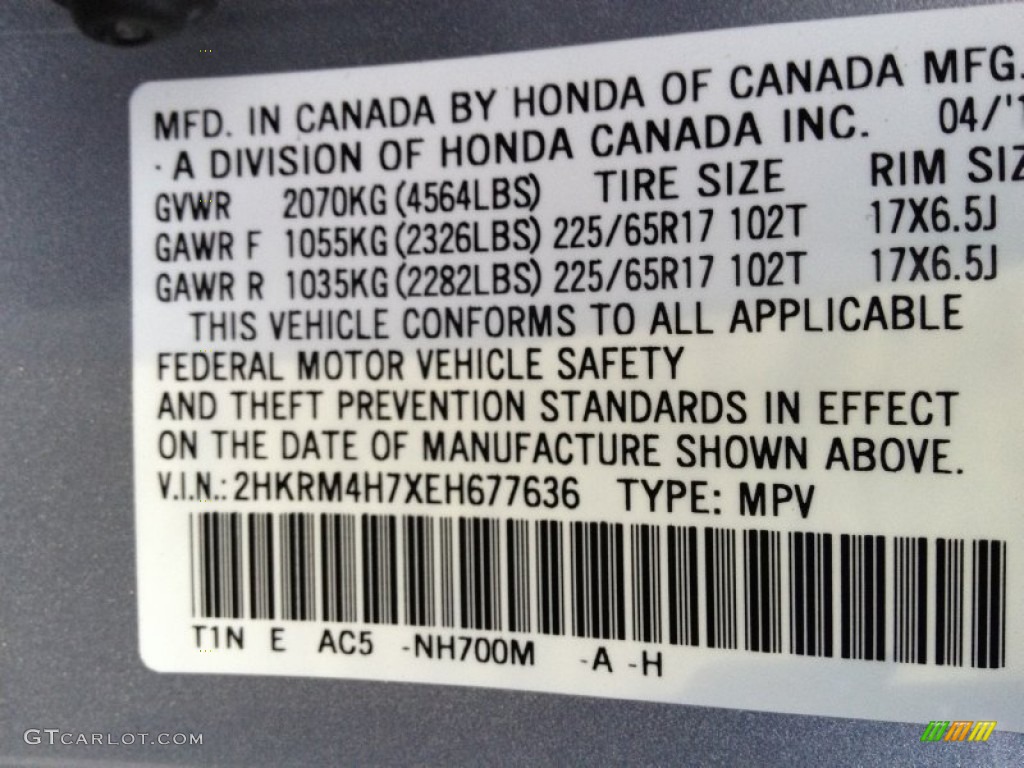 MFD. IN CANADA BY HONDA OF CANADA MFG.
· A DIVISION OF HONDA CANADA INC. 04/'1
GVWR 2070KG (4564LBS) TIRE SIZE RIM SIZ
GAWR F 1055KG (2326LBS) 225/65R17 102T 17X6.5J
GAWR R 1035KG (2282LBS) 225/65R17 102T 17X6.5J
THIS VEHICLE CONFORMS TO ALL APPLICABLE
FEDERAL MOTOR VEHICLE SAFETY
AND THEFT PREVENTION STANDARDS IN EFFECT
ON THE DATE OF MANUFACTURE SHOWN ABOVE.
V.I.N.: 2HKRM4H7XEH677636 TYPE: MPV
T1N E AC5 -NH700M -A -H
GTCARLOT.COM